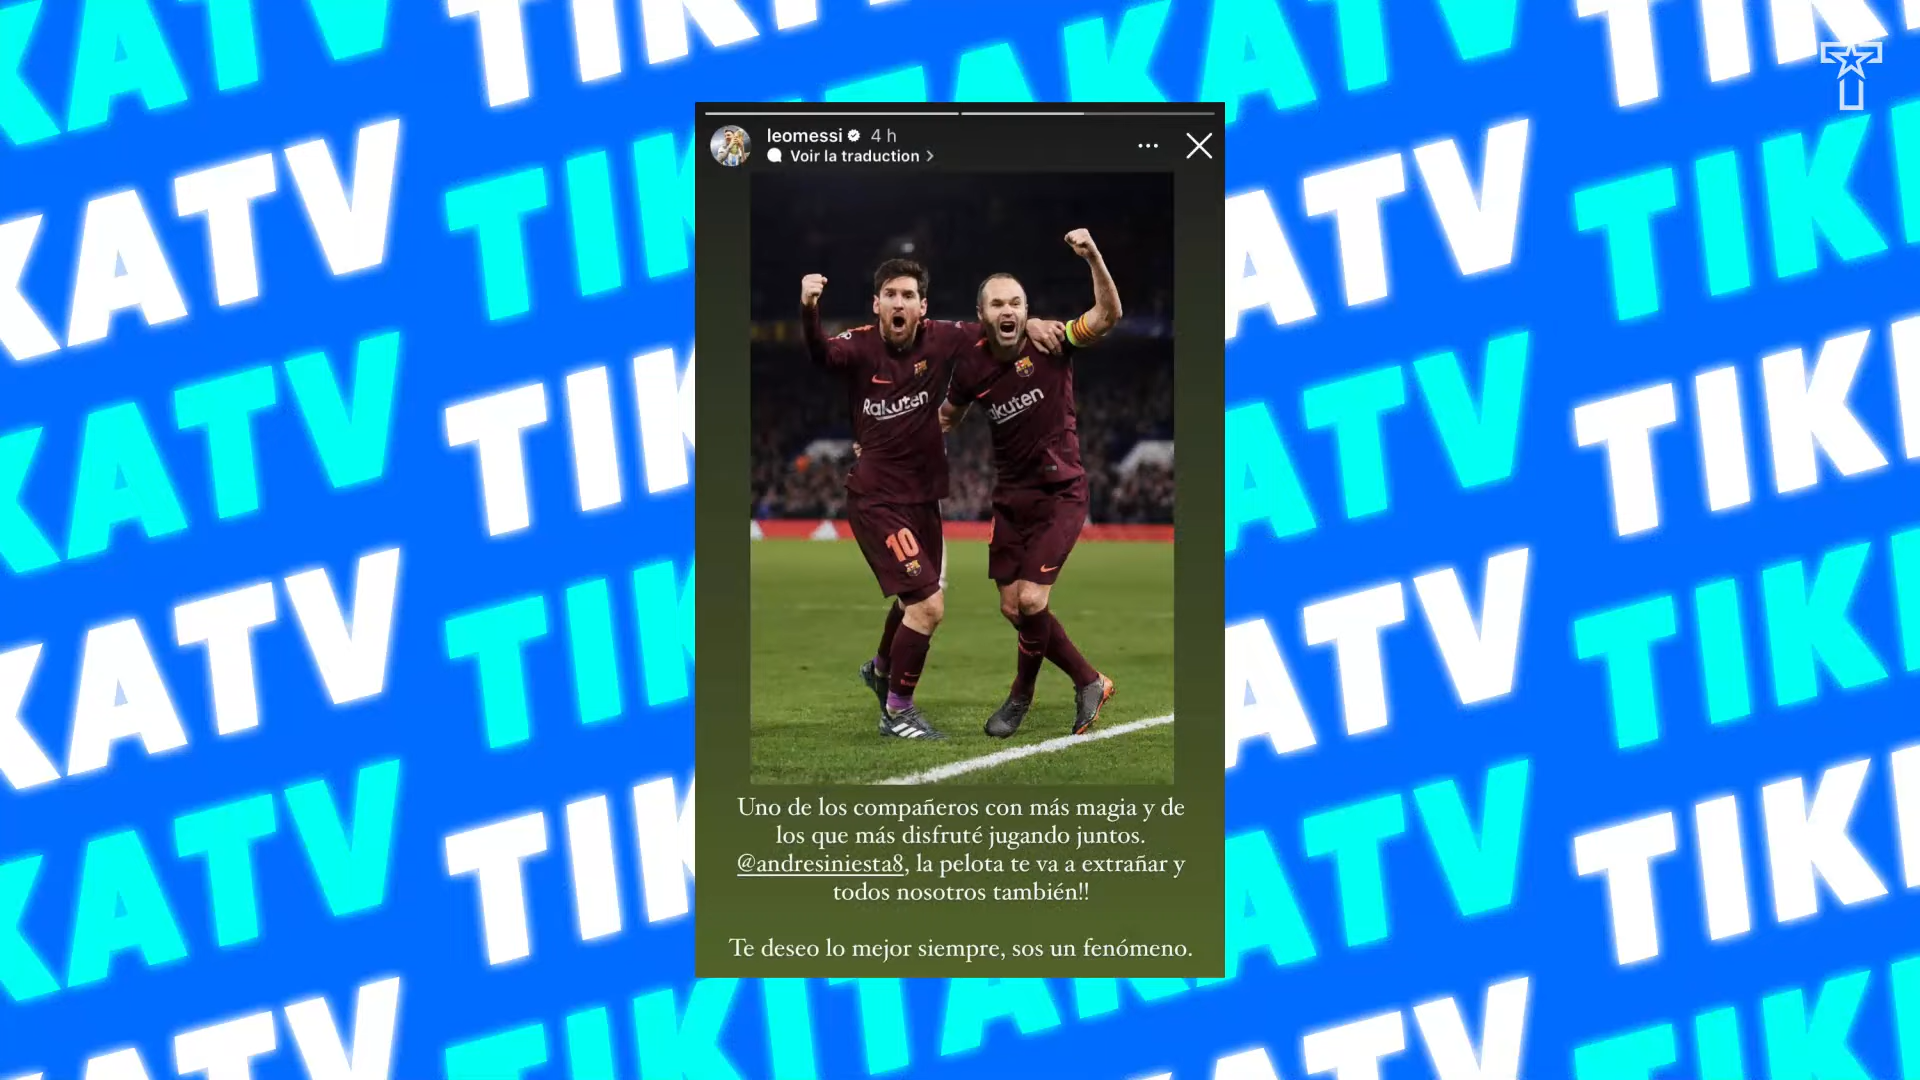 TIKITAKATV
leomessi 4 h
Voir la traduction
Rakuten
kuten
10
Uno de los compañeros con más magia y de
los que más disfruté jugando juntos.
@andresiniesta8, la pelota te va a extrañar y
todos nosotros también!!
Te deseo lo mejor siempre, sos un fenómeno.